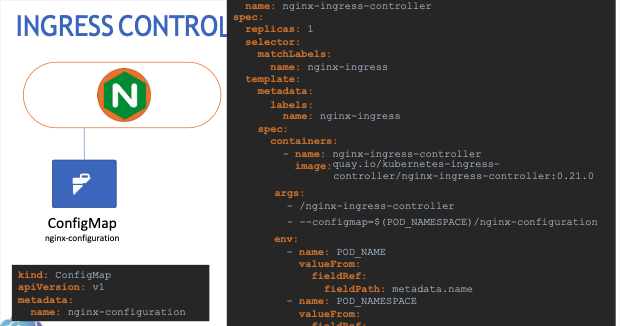 INGRESS CONTROL
N
ConfigMap
nginx-configuration
kind: ConfigMap
apiVersion: v1
metadata:
name: nginx-configuration
name: nginx-ingress-controller
spec:
replicas: 1
selector:
matchLabels:
name: nginx-ingress
template:
metadata:
labels:
name: nginx-ingress
spec:
containers:
- name: nginx-ingress-controller
image: quay.io/kubernetes-ingress-
controller/nginx-ingress-controller:0.21.0
args:
- /nginx-ingress-controller
- --configmap=$(POD_NAMESPACE)/nginx-configuration
env:
- name: POD_NAME
valueFrom:
fieldRef:
fieldPath: metadata.name
- name: POD_NAMESPACE
valueFrom:
fieldRef: